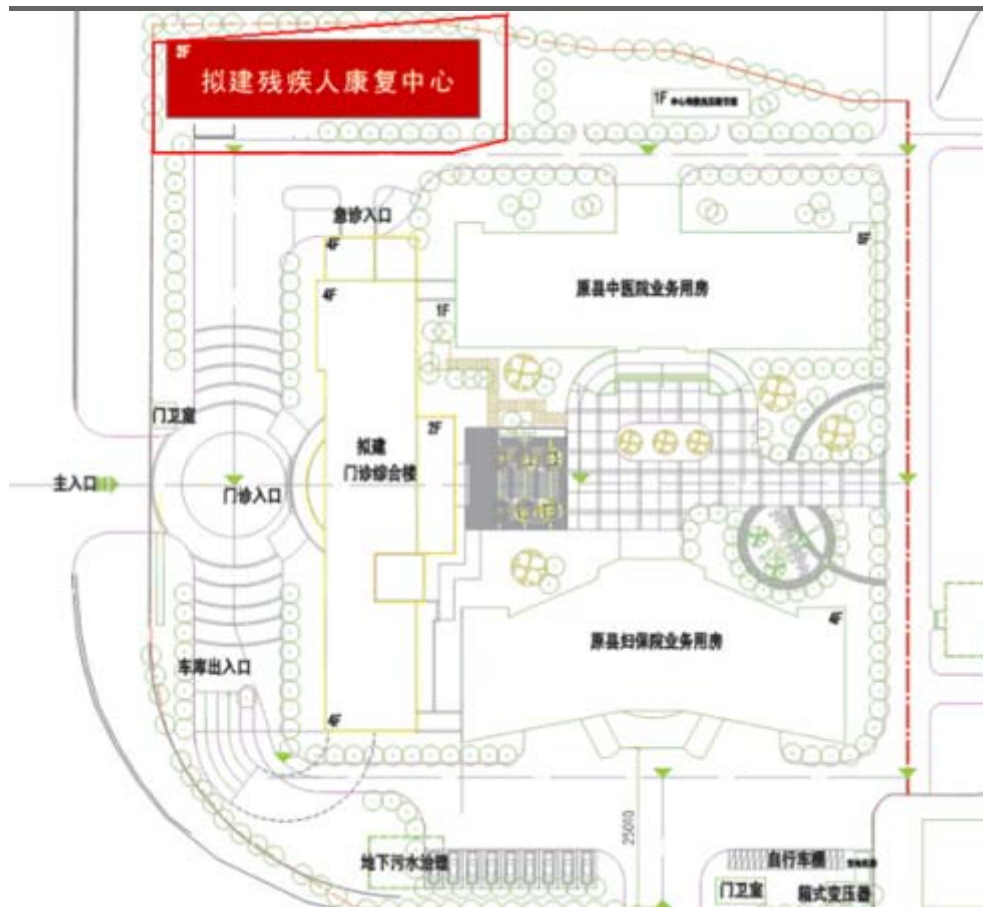 2F
拟建残疾人康复中心
1F
急诊入口
4F
4F
5F
原县中医院业务用房
1F
门卫室
2F
拟建
门诊综合楼
主入口
门诊入口
4F
原县妇保院业务用房
车库出入口
4F
25010
地下污水治理
自行车棚
门卫室
箱式变压器